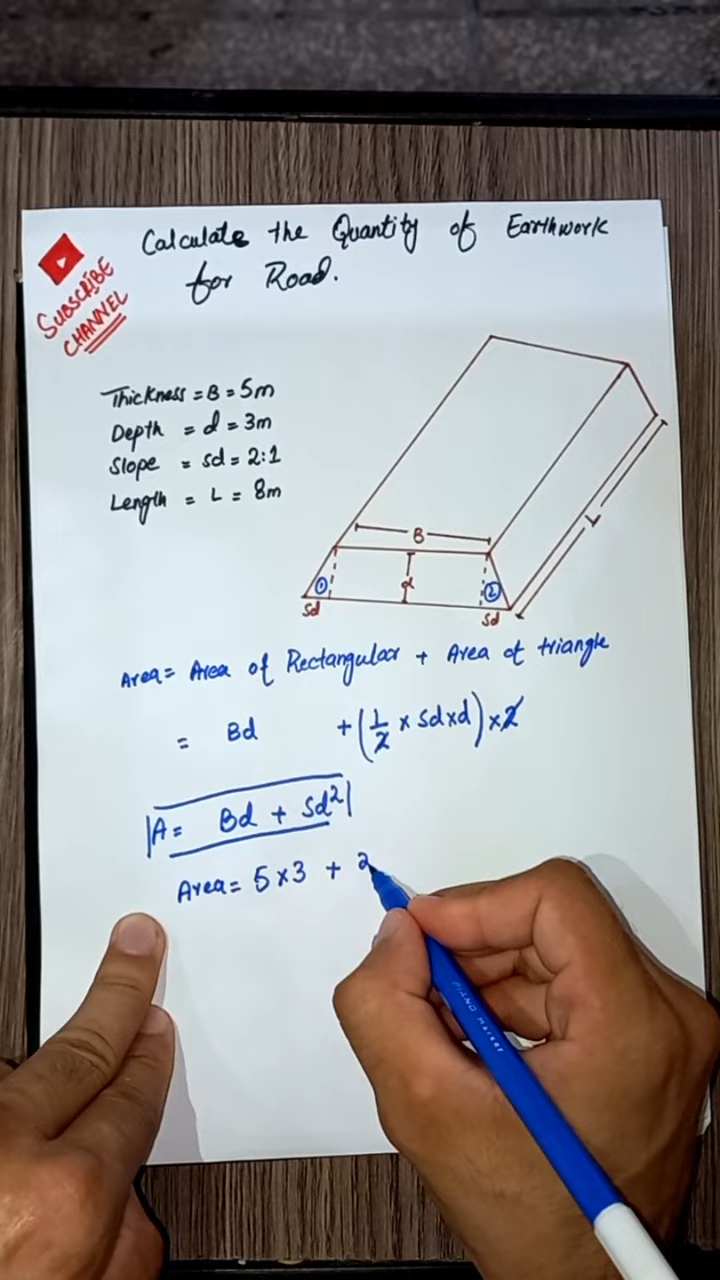 Calculate the Quantity of Earthwork
for Road.
SUBSCRIBE
CHANNEL
Thickness = B = 5m
Depth = d = 3m
Slope = Sd = 2:1
Length = L = 8m
B
L
d
① ②
Sd Sd
Area = Area of Rectangular + Area of triangle
= Bd + (1/2 × Sd×d) × 2
A = Bd + Sd²
Area = 5×3 + 2
PIANO Marker